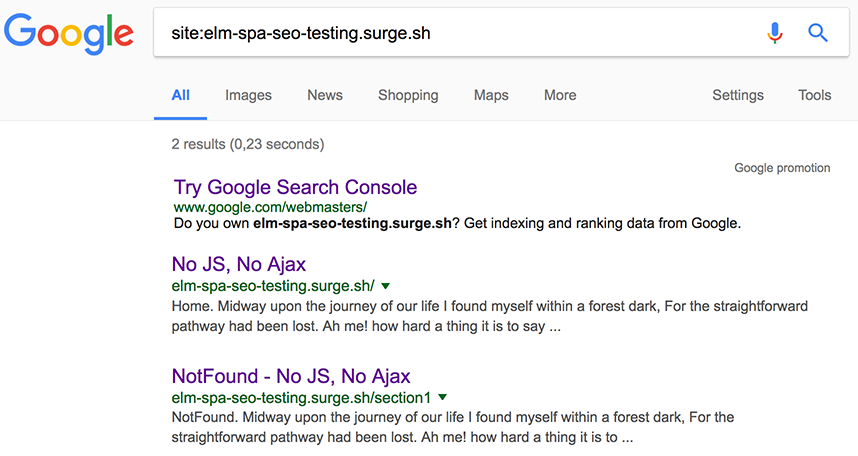 Google
site:elm-spa-seo-testing.surge.sh
All Images News Shopping Maps More Settings Tools
2 results (0,23 seconds)
Google promotion
Try Google Search Console
www.google.com/webmasters/
Do you own elm-spa-seo-testing.surge.sh? Get indexing and ranking data from Google.
No JS, No Ajax
elm-spa-seo-testing.surge.sh/
Home. Midway upon the journey of our life I found myself within a forest dark, For the straightforward
pathway had been lost. Ah me! how hard a thing it is to say ...
NotFound - No JS, No Ajax
elm-spa-seo-testing.surge.sh/section1
NotFound. Midway upon the journey of our life I found myself within a forest dark, For the
straightforward pathway had been lost. Ah me! how hard a thing it is to ...